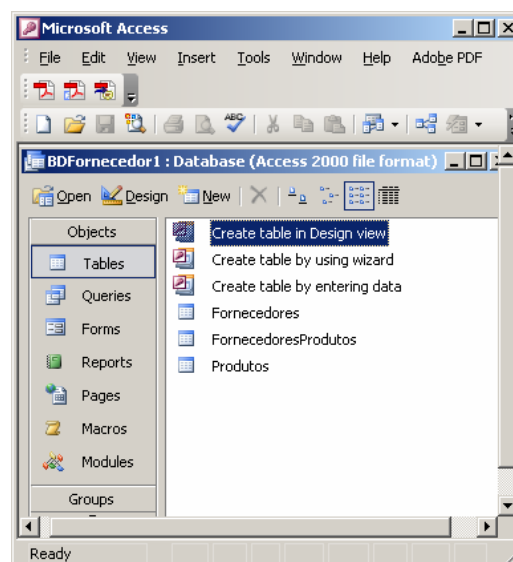 Microsoft Access
File Edit View Insert Tools Window Help Adobe PDF
ABC
BDFornecedor1 : Database (Access 2000 file format)
Open Design New
Objects
Tables
Queries
Forms
Reports
Pages
Macros
Modules
Groups
Create table in Design view
Create table by using wizard
Create table by entering data
Fornecedores
FornecedoresProdutos
Produtos
Ready